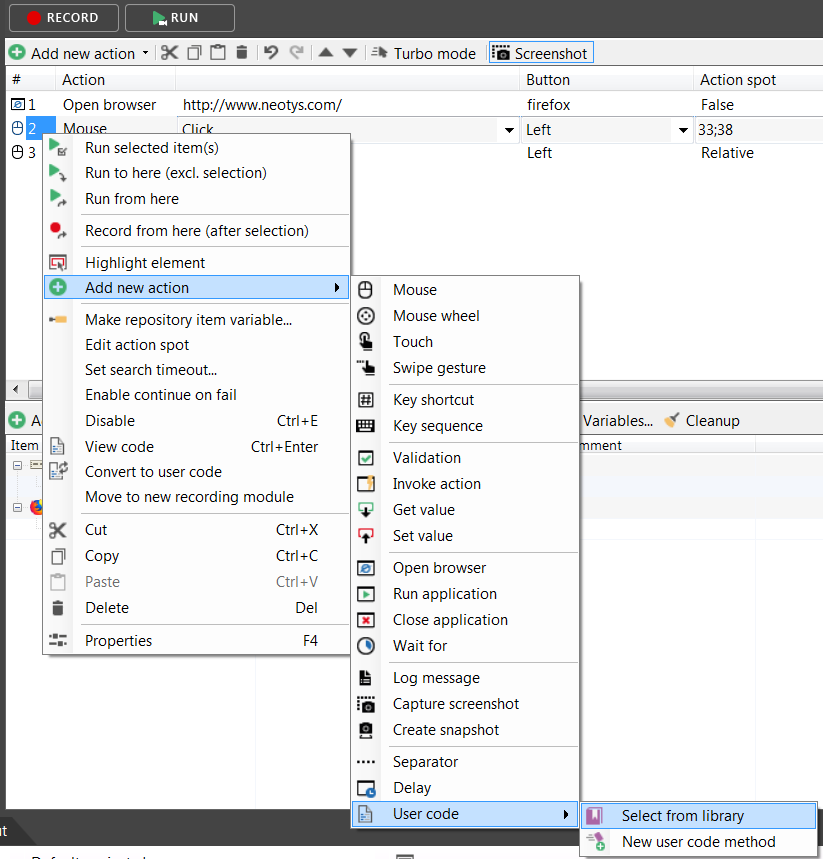 RECORD RUN
Add new action Turbo mode Screenshot
# Action Button Action spot
1 Open browser http://www.neotys.com/ firefox False
2 Mouse Click Left 33;38
3 Left Relative
Run selected item(s)
Run to here (excl. selection)
Run from here
Record from here (after selection)
Highlight element
Add new action
Make repository item variable...
Edit action spot
Set search timeout...
Enable continue on fail
Disable Ctrl+E
View code Ctrl+Enter
Convert to user code
Move to new recording module
Cut Ctrl+X
Copy Ctrl+C
Paste Ctrl+V
Delete Del
Properties F4
Mouse
Mouse wheel
Touch
Swipe gesture
Key shortcut
Key sequence
Validation
Invoke action
Get value
Set value
Open browser
Run application
Close application
Wait for
Log message
Capture screenshot
Create snapshot
Separator
Delay
User code
Select from library
New user code method
A Variables... Cleanup
Item mment